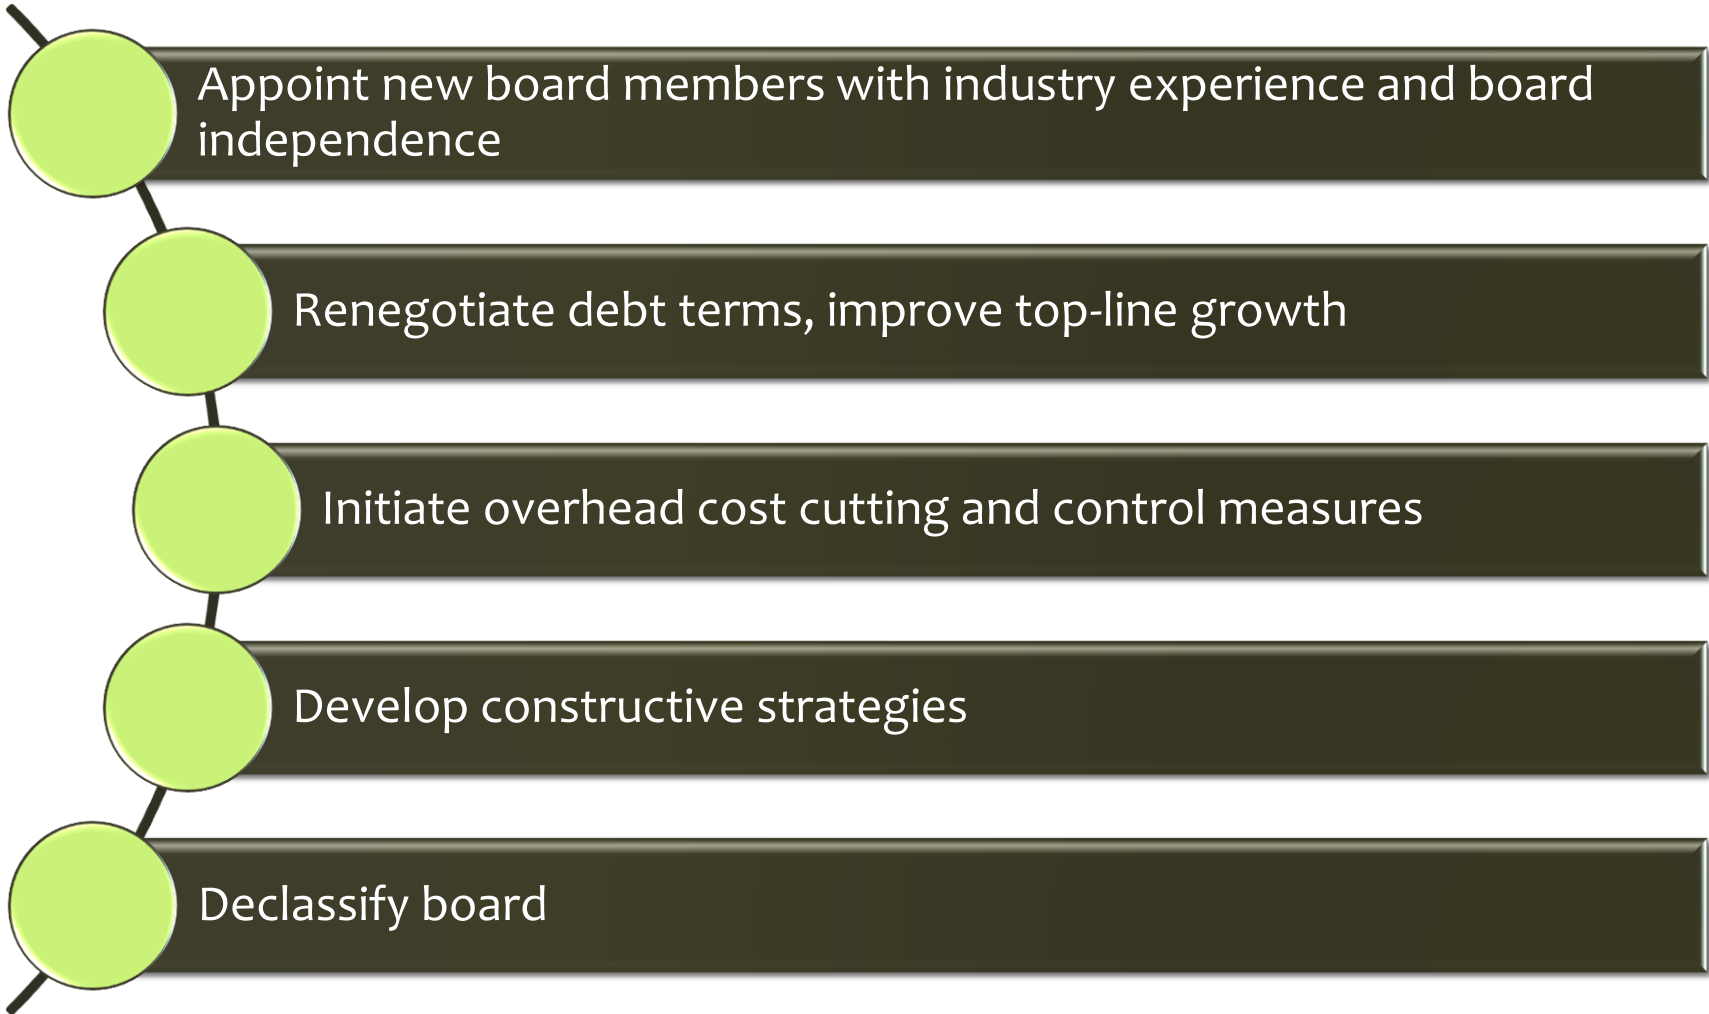 Appoint new board members with industry experience and board
independence
Renegotiate debt terms, improve top-line growth
Initiate overhead cost cutting and control measures
Develop constructive strategies
Declassify board